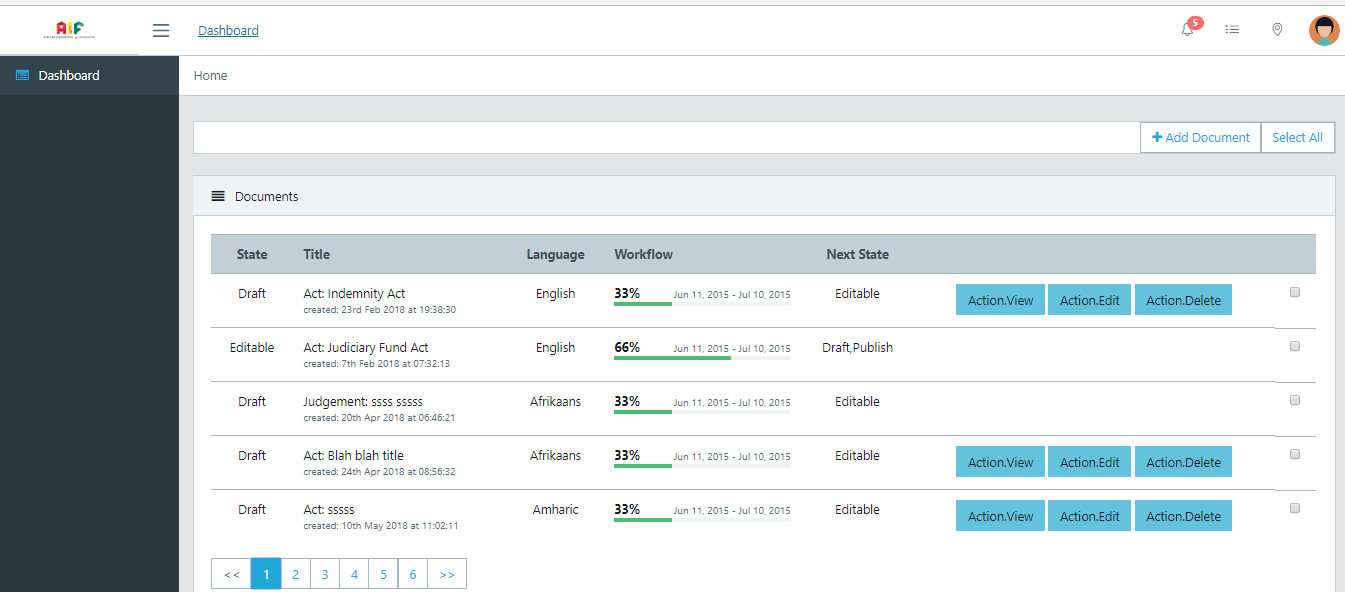 AIF
Dashboard
5
Dashboard
Home
Add Document Select All
Documents
State Title Language Workflow Next State
Draft Act: Indemnity Act English 33% Jun 11, 2015 - Jul 10, 2015 Editable Action.View Action.Edit Action.Delete
created: 23rd Feb 2018 at 19:38:30
Editable Act: Judiciary Fund Act English 66% Jun 11, 2015 - Jul 10, 2015 Draft,Publish
created: 7th Feb 2018 at 07:32:13
Draft Judgement: ssss sssss Afrikaans 33% Jun 11, 2015 - Jul 10, 2015 Editable
created: 20th Apr 2018 at 06:46:21
Draft Act: Blah blah title Afrikaans 33% Jun 11, 2015 - Jul 10, 2015 Editable Action.View Action.Edit Action.Delete
created: 24th Apr 2018 at 08:56:32
Draft Act: sssss Amharic 33% Jun 11, 2015 - Jul 10, 2015 Editable Action.View Action.Edit Action.Delete
created: 10th May 2018 at 11:02:11
<< 1 2 3 4 5 6 >>